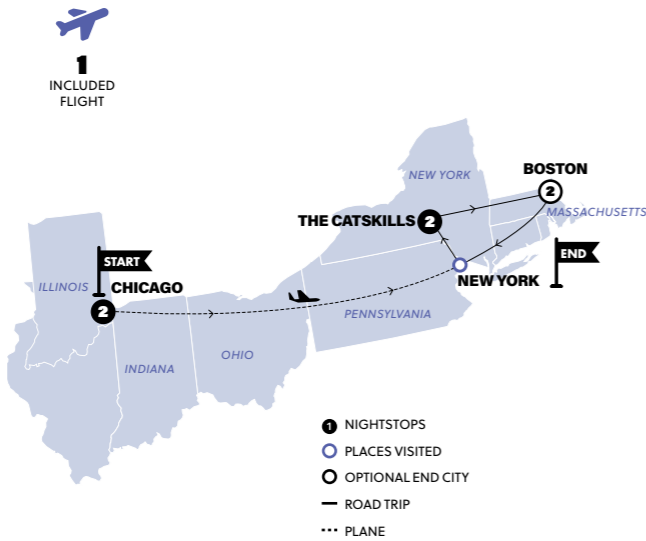 1
INCLUDED
FLIGHT
BOSTON
2
NEW YORK
MASSACHUSETTS
THE CATSKILLS
2
START
END
ILLINOIS
CHICAGO
2
NEW YORK
PENNSYLVANIA
INDIANA
OHIO
1 NIGHTSTOPS
PLACES VISITED
OPTIONAL END CITY
ROAD TRIP
PLANE